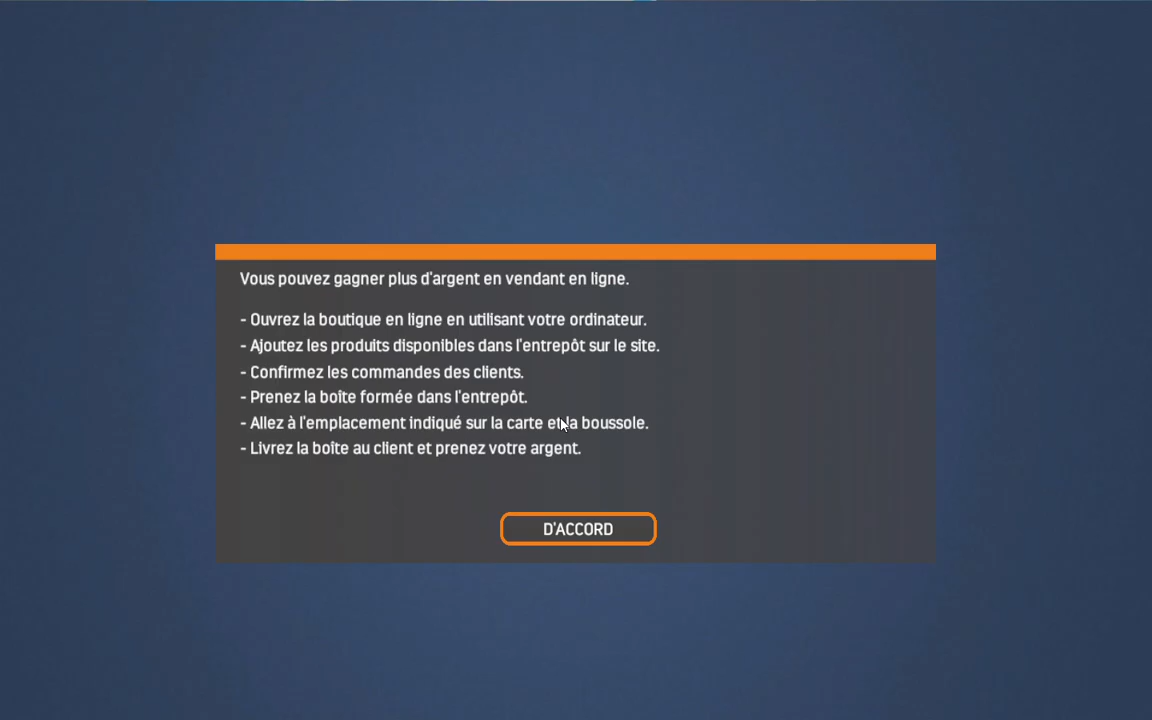 Vous pouvez gagner plus d'argent en vendant en ligne.
- Ouvrez la boutique en ligne en utilisant votre ordinateur.
- Ajoutez les produits disponibles dans l'entrepôt sur le site.
- Confirmez les commandes des clients.
- Prenez la boîte formée dans l'entrepôt.
- Allez à l'emplacement indiqué sur la carte et la boussole.
- Livrez la boîte au client et prenez votre argent.
D'ACCORD